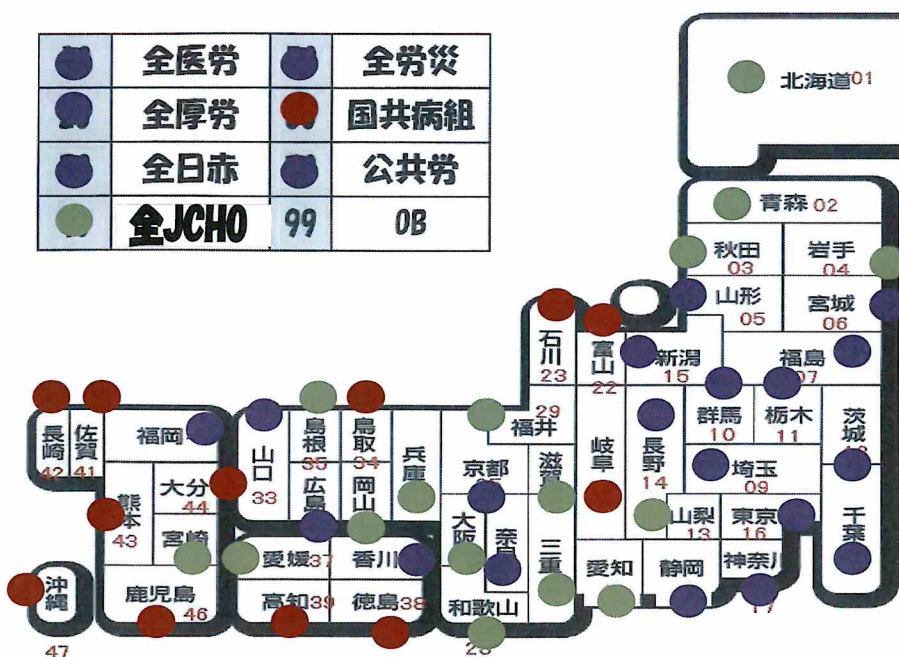 全医労 全労災
全厚労 国共病組
全日赤 公共労
全JCHO 99 OB
北海道01
青森 02
秋田 03
岩手 04
山形 05
宮城 06
石川 23
富山 22
新潟 15
福島 07
福井 29
岐阜
長野 14
群馬 10
栃木 11
茨城
埼玉 09
山梨 13
東京 16
千葉
神奈川 17
静岡
愛知
三重
滋賀
京都
大阪
奈良
和歌山
兵庫
鳥取 34
岡山
島根 35
広島
山口 33
愛媛37
香川
高知39
徳島38
福岡
佐賀 41
長崎 42
大分 44
熊本 43
宮崎
鹿児島 46
沖縄 47